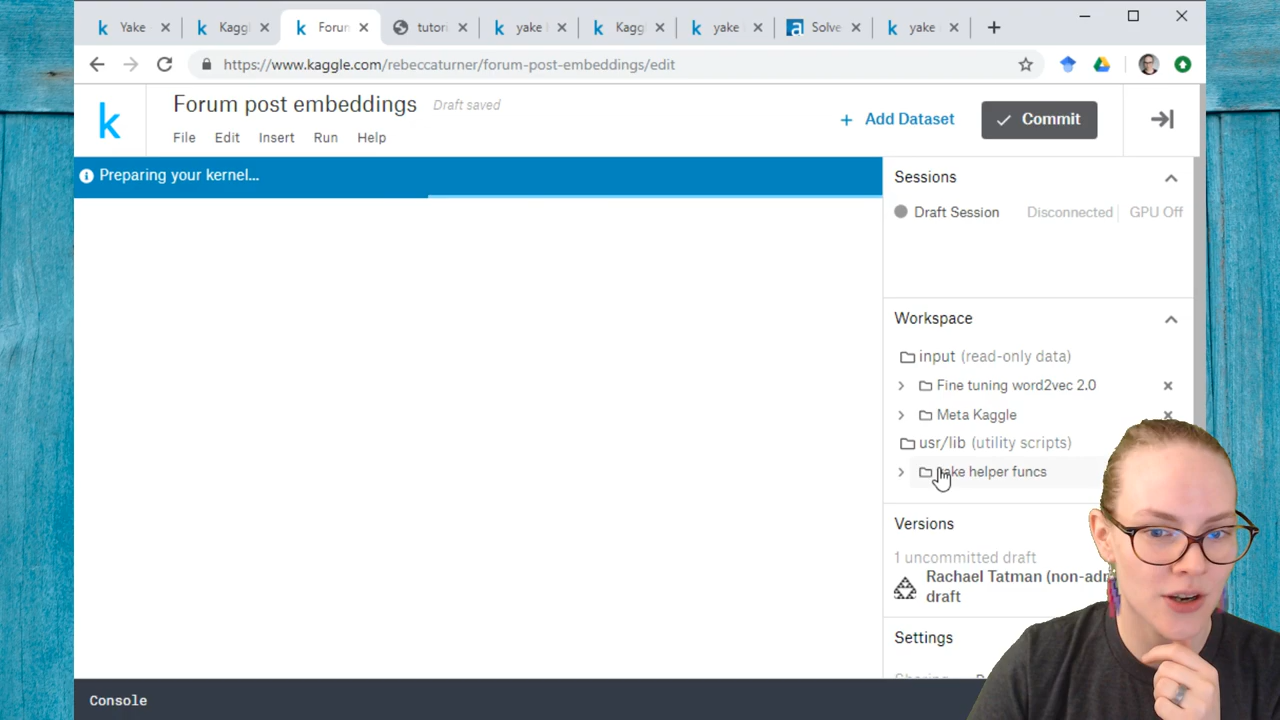 Yake
Kaggl
Forun
tutori
yake
Kagg
yake
Solve
yake
https://www.kaggle.com/rebeccaturner/forum-post-embeddings/edit
Forum post embeddings
Draft saved
File
Edit
Insert
Run
Help
+ Add Dataset
Commit
Preparing your kernel...
Sessions
Draft Session
Disconnected
GPU Off
Workspace
input (read-only data)
Fine tuning word2vec 2.0
Meta Kaggle
usr/lib (utility scripts)
yake helper funcs
Versions
1 uncommitted draft
Rachael Tatman (non-adm
draft
Settings
Console